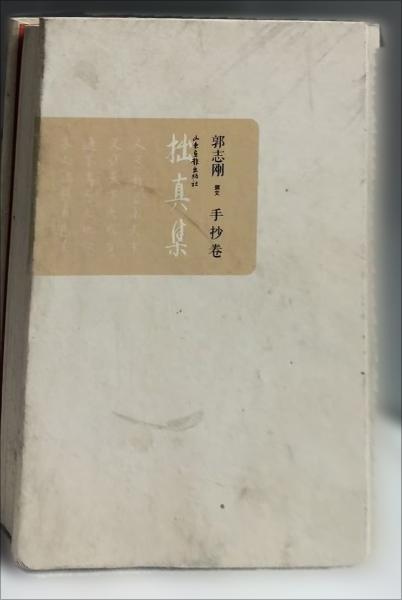 郭志刚 撰文 手抄卷
山东画报出版社
拙真集